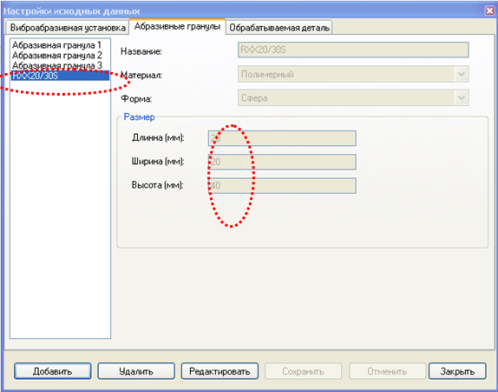 Настройки исходных данных
Виброабразивная установка Абразивные гранулы Обрабатываемая деталь
Абразивная гранула 1
Абразивная гранула 2
Абразивная гранула 3
RXX20/30S
Название: RXX20/30S
Материал: Полимерный
Форма: Сфера
Размер
Длинна (мм):
Ширина (мм): 20
Высота (мм): 40
Добавить Удалить Редактировать Сохранить Отменить Закрыть